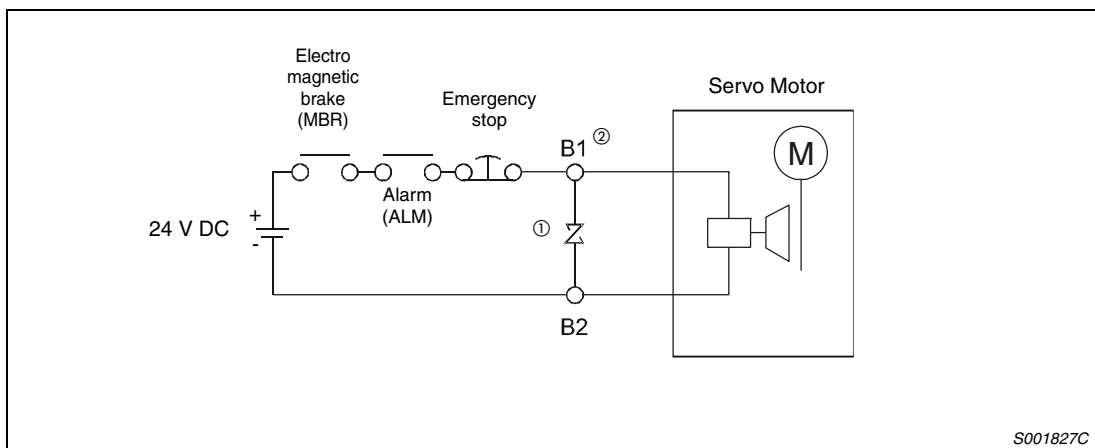 Electro
magnetic
brake
(MBR)
Emergency
stop
Servo Motor
B1 ②
M
Alarm
(ALM)
24 V DC
+
-
①
B2
S001827C